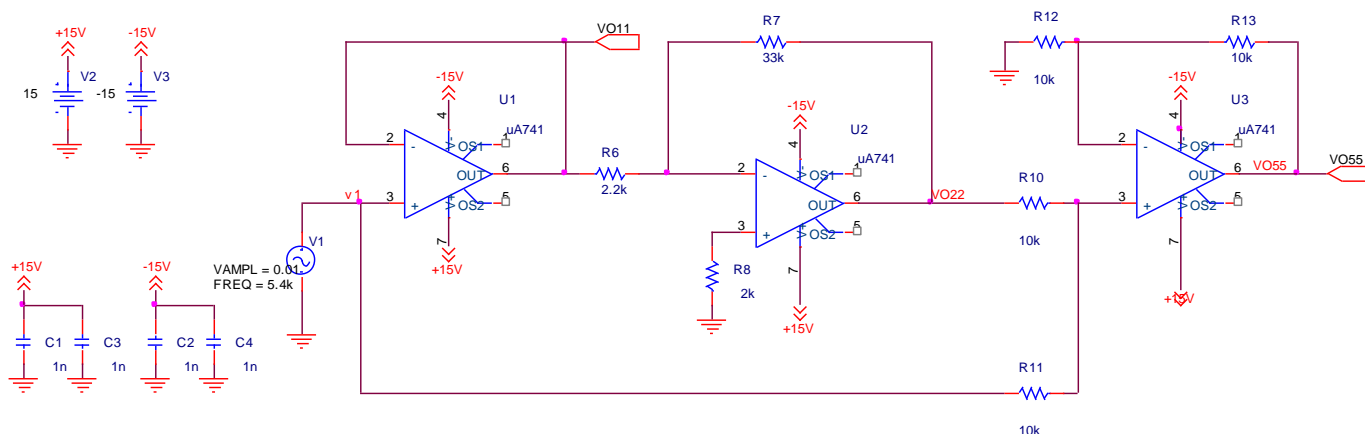 +15V
-15V
V2
V3
15
-15
VO11
R7
33k
R12
10k
R13
10k
-15V
4
U1
uA741
2
-
V-
OS1
1
6
OUT
3
+
V+
OS2
5
7
+15V
v1
V1
VAMPL = 0.01
FREQ = 5.4k
R6
2.2k
-15V
4
U2
uA741
2
-
V-
OS1
1
6
OUT
3
+
V+
OS2
5
7
+15V
R8
2k
VO22
R10
10k
-15V
4
U3
uA741
2
-
V-
OS1
1
6
OUT
3
+
V+
OS2
5
7
+15V
VO55
VO55
R11
10k
+15V
-15V
C1
1n
C3
1n
C2
1n
C4
1n